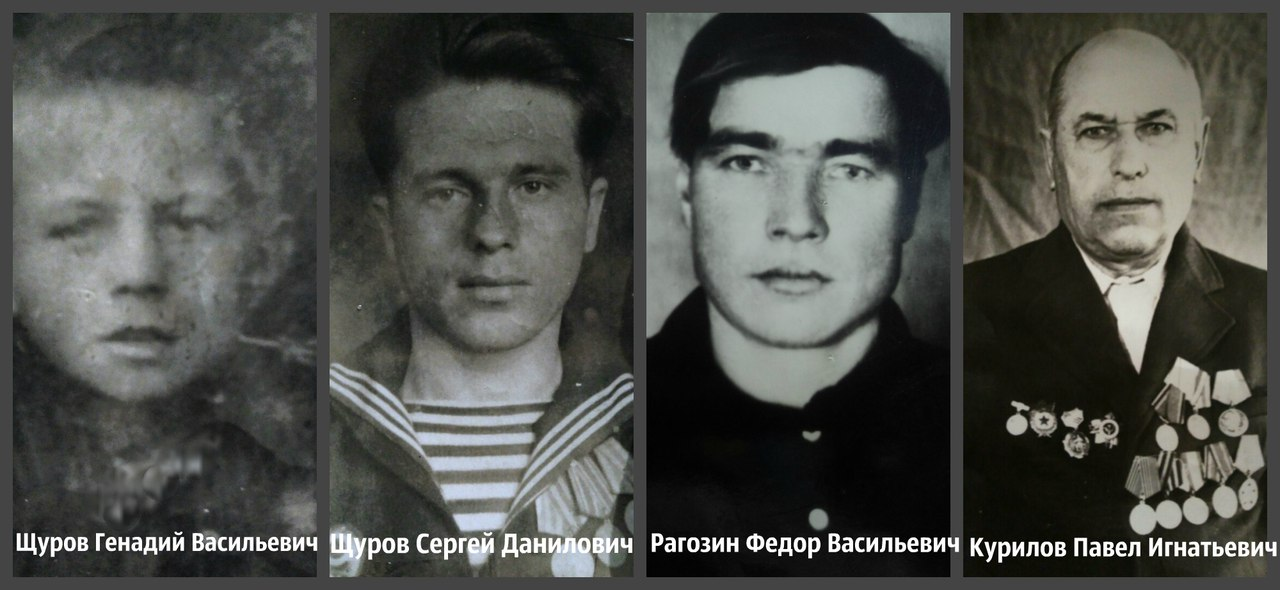 Щуров Генадий Васильевич
Щуров Сергей Данилович
Рагозин Федор Васильевич
Курилов Павел Игнатьевич